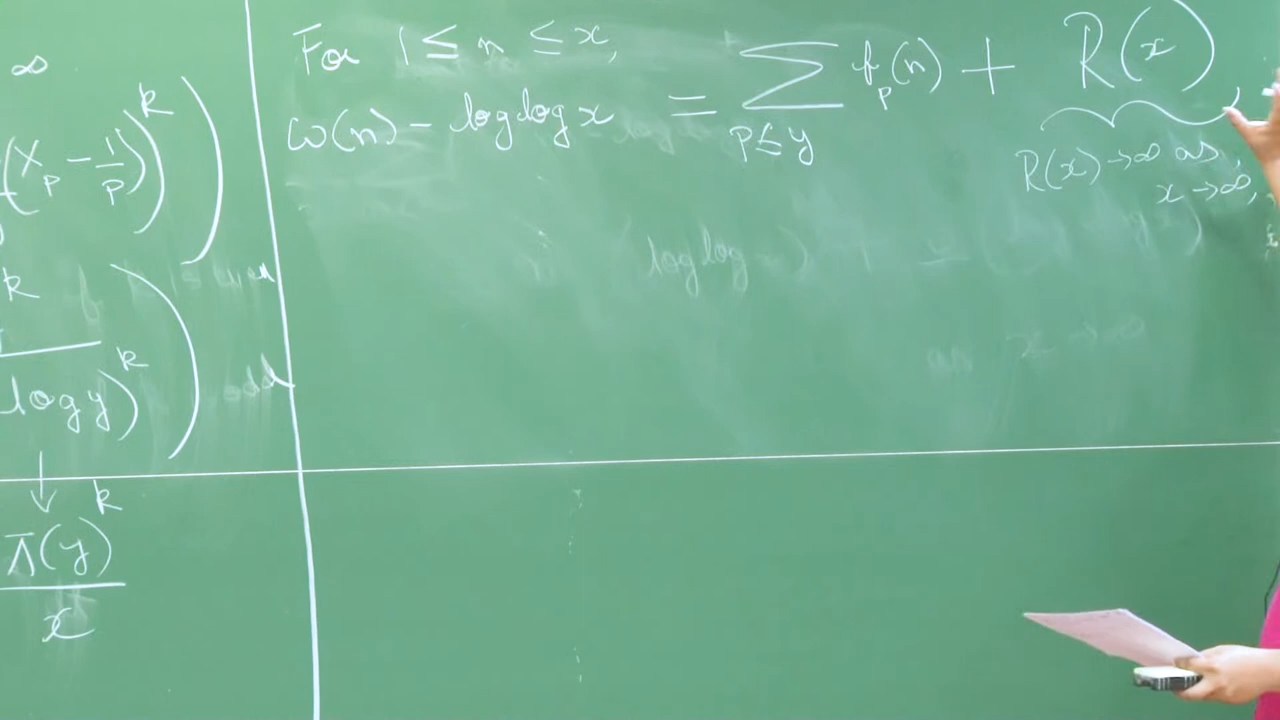 ∞
(X_p - 1/p)^k )
k
log y)^k )
↓
π(y)^k
x
For 1 ≤ n ≤ x,
ω(n) - log log x = ∑_{p≤y} f_p(n) + R(x)
R(x) → ∞ as
x → ∞,